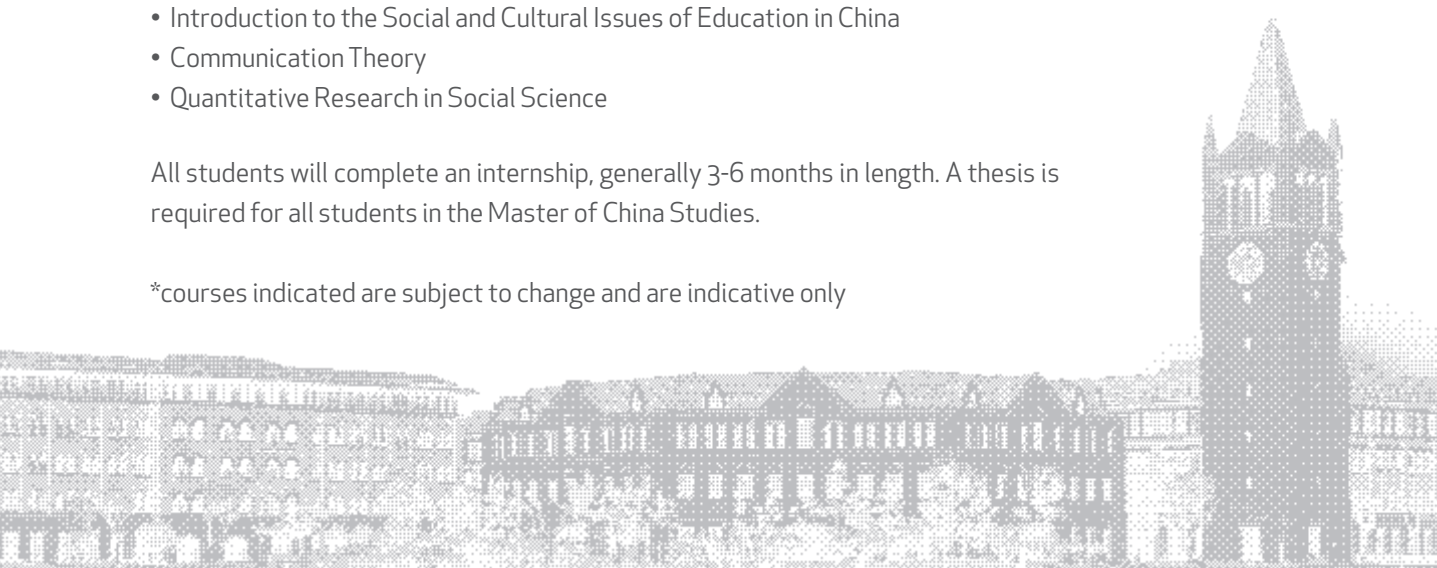 • Introduction to the Social and Cultural Issues of Education in China
• Communication Theory
• Quantitative Research in Social Science
All students will complete an internship, generally 3-6 months in length. A thesis is
required for all students in the Master of China Studies.
*courses indicated are subject to change and are indicative only